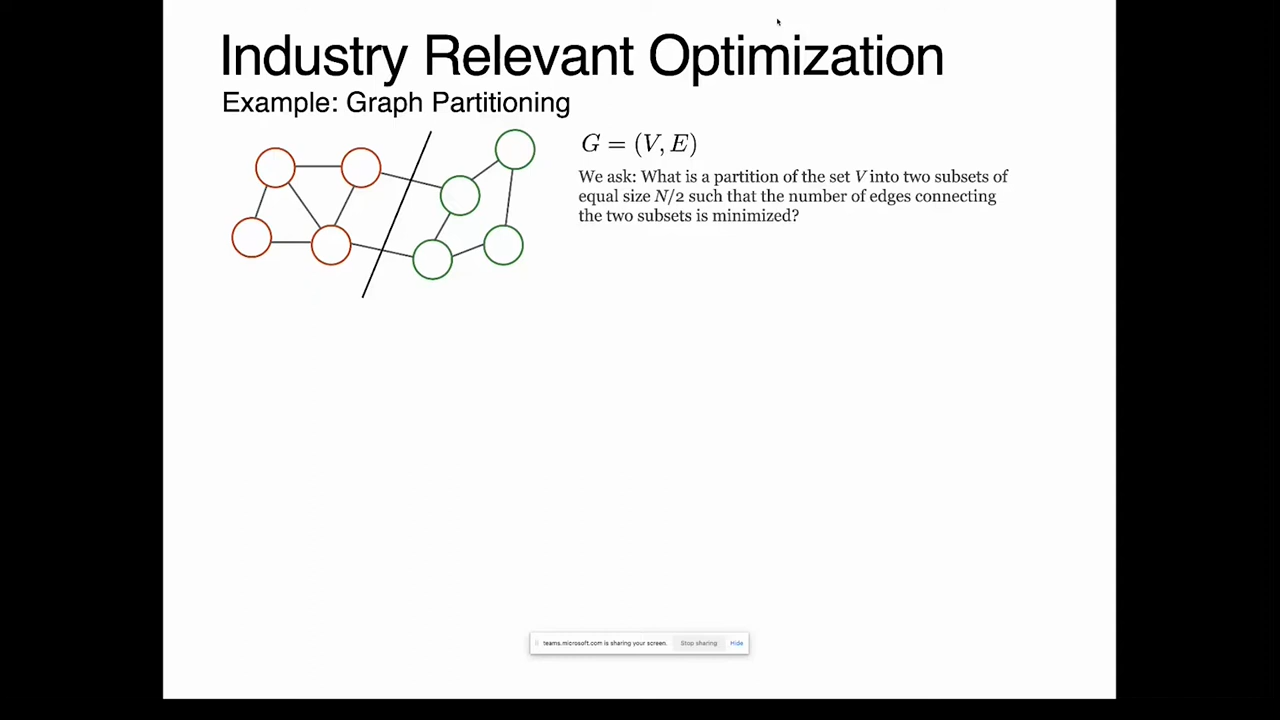 Industry Relevant Optimization
Example: Graph Partitioning
G = (V, E)
We ask: What is a partition of the set V into two subsets of
equal size N/2 such that the number of edges connecting
the two subsets is minimized?
teams.microsoft.com is sharing your screen. Stop sharing Hide